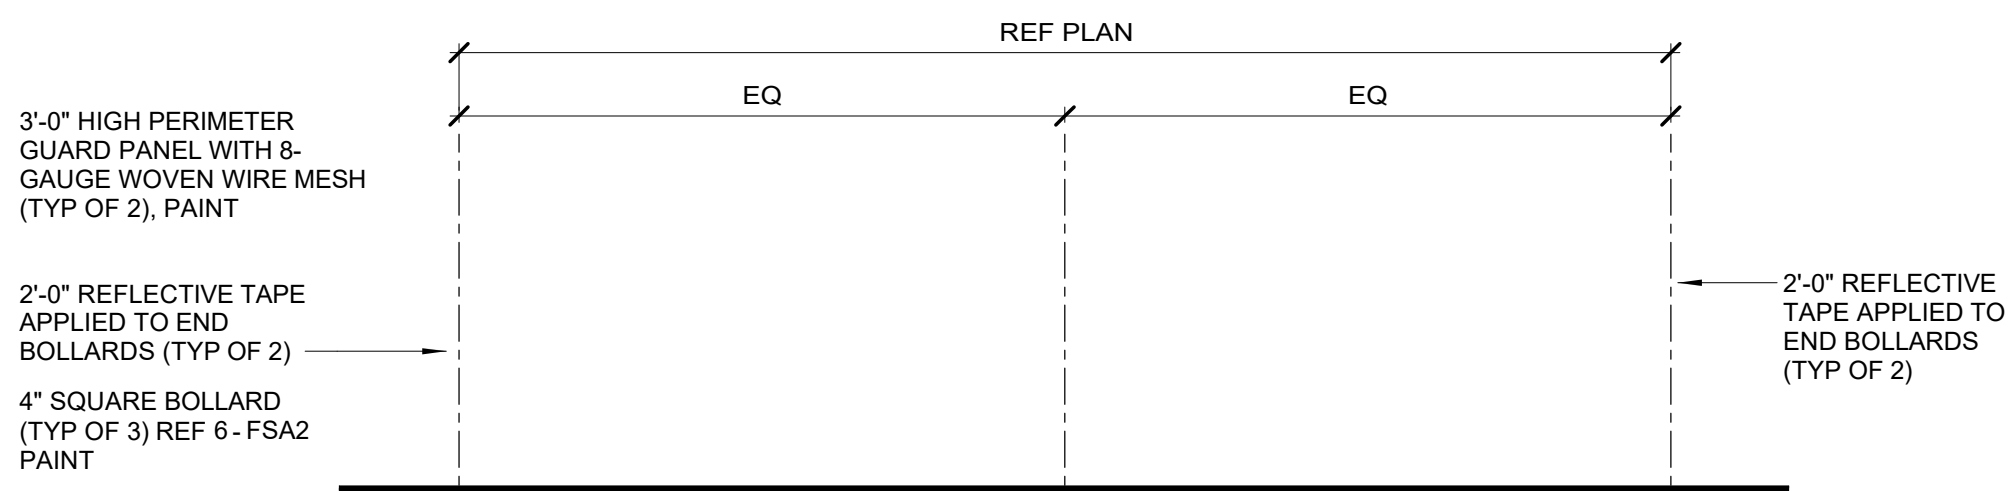 REF PLAN
EQ
EQ
3'-0" HIGH PERIMETER
GUARD PANEL WITH 8-
GAUGE WOVEN WIRE MESH
(TYP OF 2), PAINT
2'-0" REFLECTIVE TAPE
APPLIED TO END
BOLLARDS (TYP OF 2)
4" SQUARE BOLLARD
(TYP OF 3) REF 6 - FSA2
PAINT
2'-0" REFLECTIVE
TAPE APPLIED TO
END BOLLARDS
(TYP OF 2)